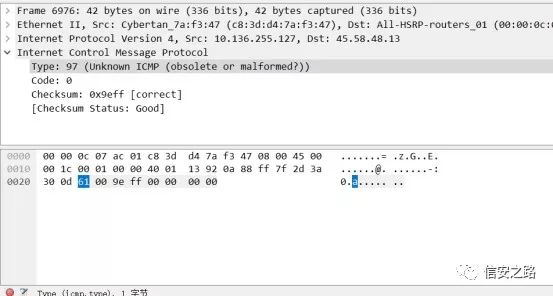 Frame 6976: 42 bytes on wire (336 bits), 42 bytes captured (336 bits)
Ethernet II, Src: Cybertan_7a:f3:47 (c8:3d:d4:7a:f3:47), Dst: All-HSRP-routers_01 (00:00:0c:0
Internet Protocol Version 4, Src: 10.136.255.127, Dst: 45.58.48.13
Internet Control Message Protocol
Type: 97 (Unknown ICMP (obsolete or malformed?))
Code: 0
Checksum: 0x9eff [correct]
[Checksum Status: Good]
0000 00 00 0c 07 ac 01 c8 3d d4 7a f3 47 08 00 45 00 .......= .z.G..E.
0010 00 1c 00 01 00 00 40 01 13 92 0a 88 ff 7f 2d 3a ......@. ......-:
0020 30 0d 61 00 9e ff 00 00 00 00 0.a..... ..
Type (icmp.type), 1 字节
信安之路